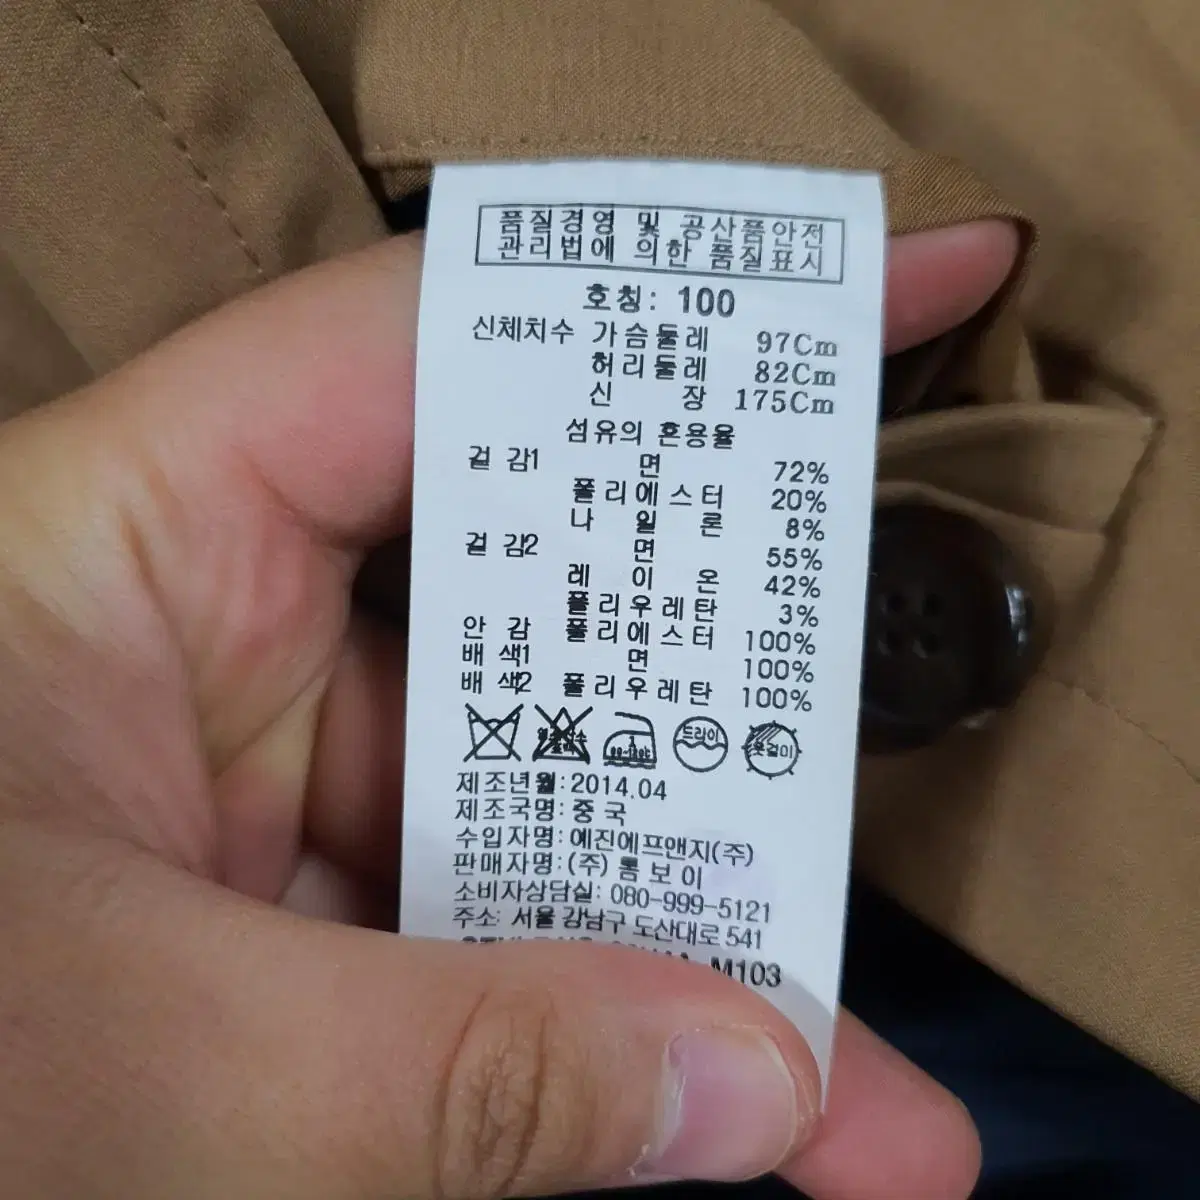 품질경영 및 공산품안전
관리법에 의한 품질표시
호칭: 100
신체치수 가슴둘레 97Cm
허리둘레 82Cm
신 장 175Cm
섬유의 혼용율
겉 감1 면 72%
폴리에스터 20%
나 일 론 8%
겉 감2 면 55%
레 이 온 42%
폴리우레탄 3%
안 감 폴리에스터 100%
배 색1 면 100%
배 색2 폴리우레탄 100%
드라이
옷걸이
제조년월:2014.04
제조국명:중국
수입자명:예진에프앤지(주)
판매자명:(주) 톰보이
소비자상담실: 080-999-5121
주소: 서울 강남구 도산대로 541
M103